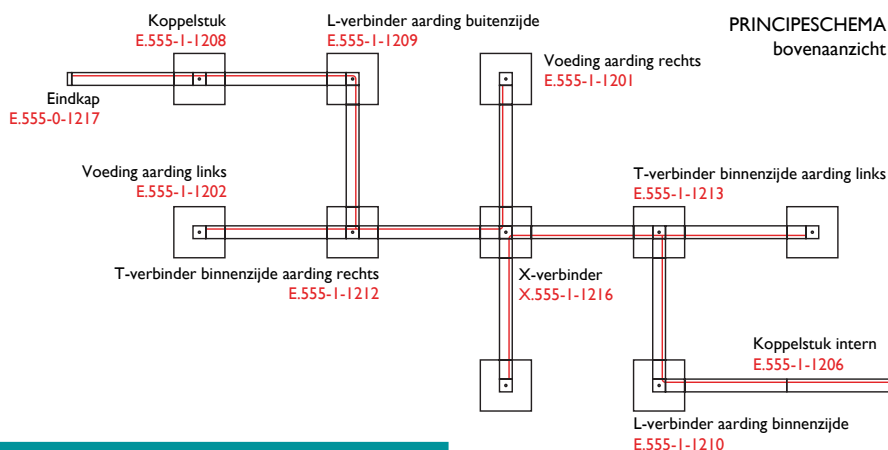 PRINCIPESCHEMA
bovenaanzicht
Koppelstuk
E.555-1-1208
L-verbinder aarding buitenzijde
E.555-1-1209
Voeding aarding rechts
E.555-1-1201
Eindkap
E.555-0-1217
Voeding aarding links
E.555-1-1202
T-verbinder binnenzijde aarding links
E.555-1-1213
T-verbinder binnenzijde aarding rechts
E.555-1-1212
X-verbinder
X.555-1-1216
Koppelstuk intern
E.555-1-1206
L-verbinder aarding binnenzijde
E.555-1-1210